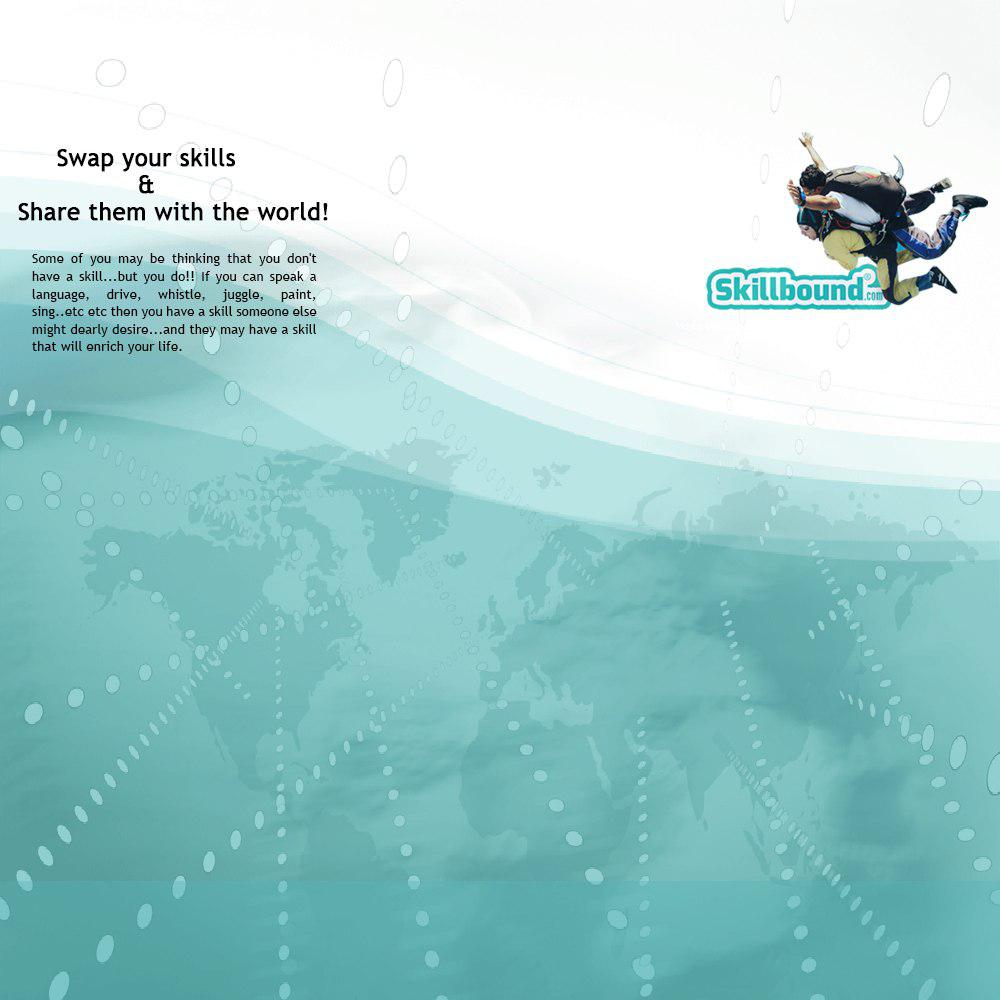 Swap your skills
&
Share them with the world!
Some of you may be thinking that you don't
have a skill...but you do!! If you can speak a
language, drive, whistle, juggle, paint,
sing..etc etc then you have a skill someone else
might dearly desire...and they may have a skill
that will enrich your life.
Skillbound®.com